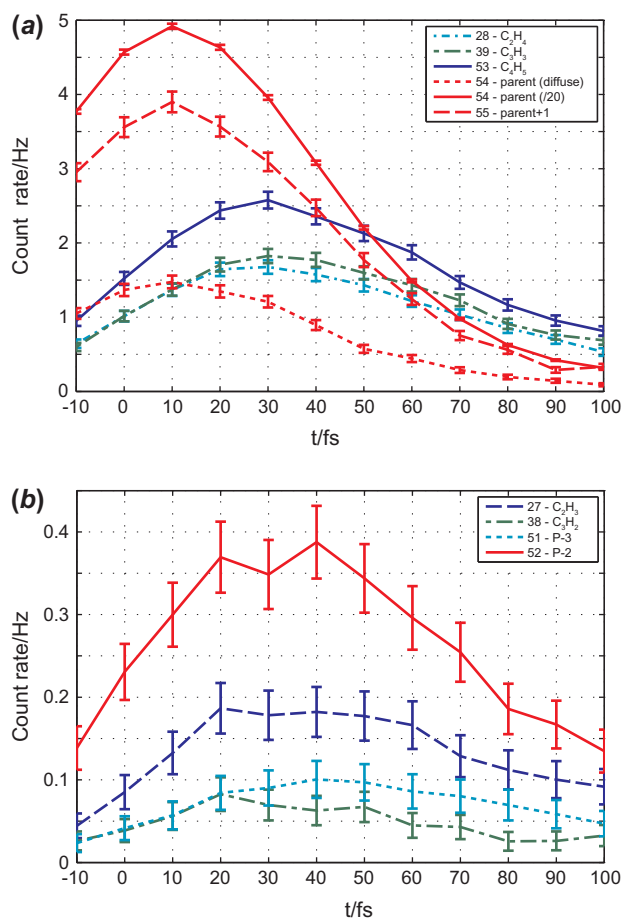 (a)
5
4
3
2
1
0
Count rate/Hz
28 - C₂H₄
39 - C₃H₃
53 - C₄H₅
54 - parent (diffuse)
54 - parent (/20)
55 - parent+1
-10 0 10 20 30 40 50 60 70 80 90 100
t/fs
(b)
0.4
0.3
0.2
0.1
0
Count rate/Hz
27 - C₂H₃
38 - C₃H₂
51 - P-3
52 - P-2
-10 0 10 20 30 40 50 60 70 80 90 100
t/fs